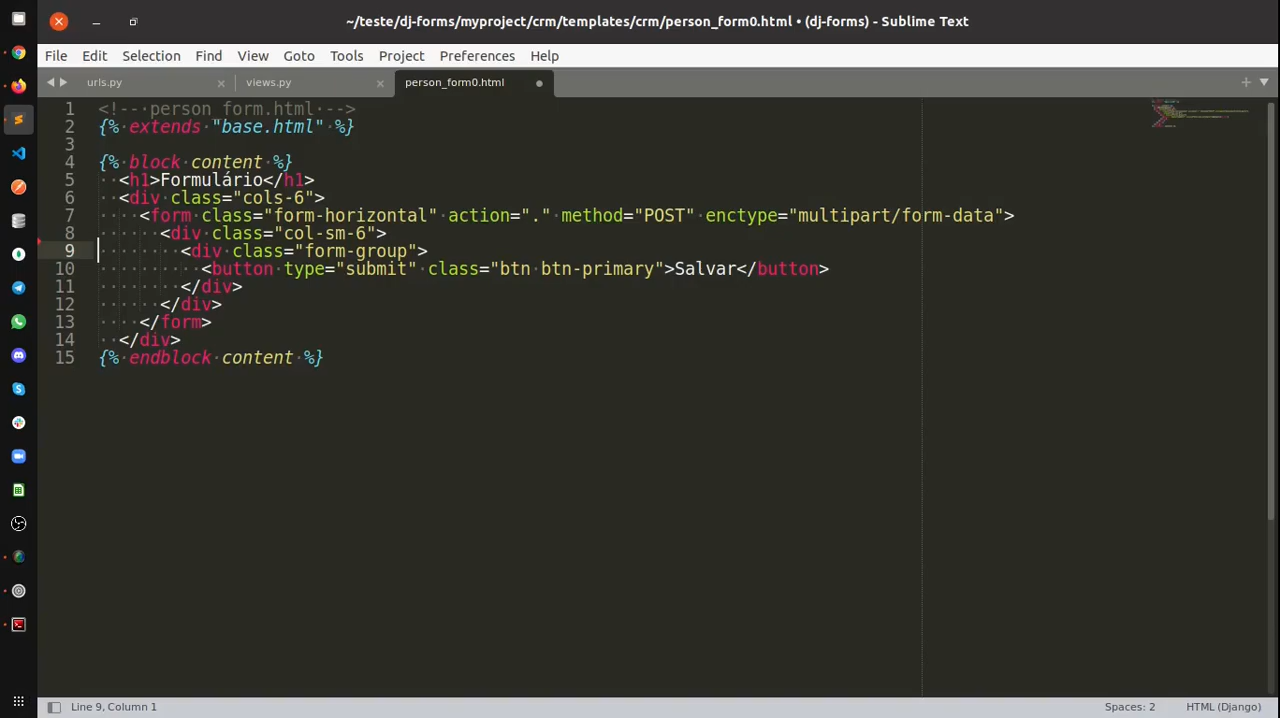 ~/teste/dj-forms/myproject/crm/templates/crm/person_form0.html • (dj-forms) - Sublime Text
File Edit Selection Find View Goto Tools Project Preferences Help
urls.py views.py person_form0.html
1 <!-- person_form.html -->
2 {% extends "base.html" %}
3
4 {% block content %}
5 <h1>Formulário</h1>
6 <div class="cols-6">
7 <form class="form-horizontal" action="." method="POST" enctype="multipart/form-data">
8 <div class="col-sm-6">
9 <div class="form-group">
10 <button type="submit" class="btn btn-primary">Salvar</button>
11 </div>
12 </div>
13 </form>
14 </div>
15 {% endblock content %}
Line 9, Column 1 Spaces: 2 HTML (Django)